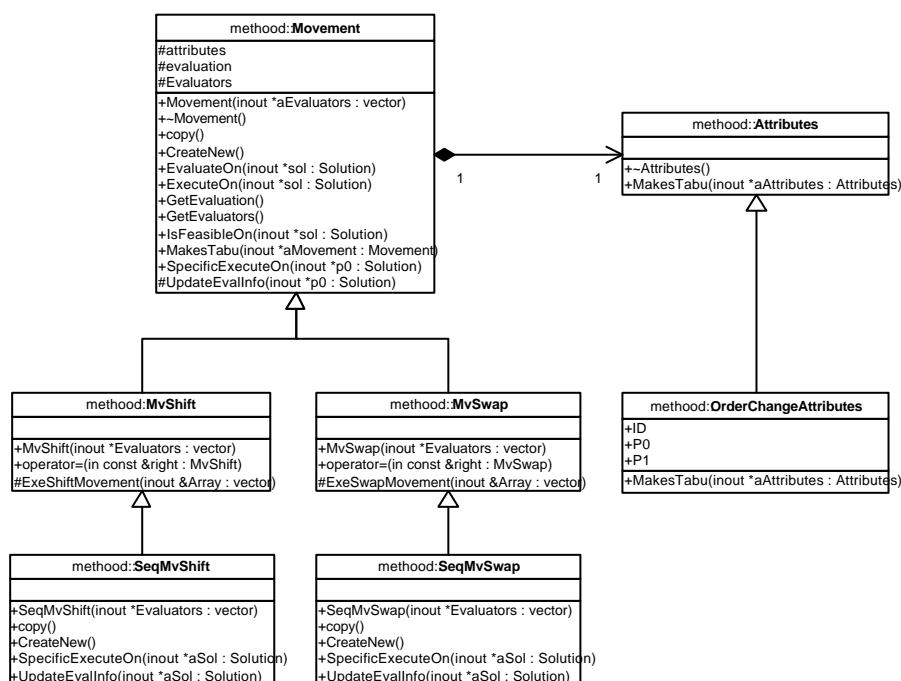 methood::Movement
#attributes
#evaluation
#Evaluators
+Movement(inout *aEvaluators : vector)
+~Movement()
+copy()
+CreateNew()
+EvaluateOn(inout *sol : Solution)
+ExecuteOn(inout *sol : Solution)
+GetEvaluation()
+GetEvaluators()
+IsFeasibleOn(inout *sol : Solution)
+MakesTabu(inout *aMovement : Movement)
+SpecificExecuteOn(inout *p0 : Solution)
#UpdateEvalInfo(inout *p0 : Solution)
1
1
methood::Attributes
+~Attributes()
+MakesTabu(inout *aAttributes : Attributes)
methood::MvShift
+MvShift(inout *Evaluators : vector)
+operator=(in const &right : MvShift)
#ExeShiftMovement(inout &Array : vector)
methood::MvSwap
+MvSwap(inout *Evaluators : vector)
+operator=(in const &right : MvSwap)
#ExeSwapMovement(inout &Array : vector)
methood::OrderChangeAttributes
+ID
+P0
+P1
+MakesTabu(inout *aAttributes : Attributes)
methood::SeqMvShift
+SeqMvShift(inout *Evaluators : vector)
+copy()
+CreateNew()
+SpecificExecuteOn(inout *aSol : Solution)
+UpdateEvalInfo(inout *aSol : Solution)
methood::SeqMvSwap
+SeqMvSwap(inout *Evaluators : vector)
+copy()
+CreateNew()
+SpecificExecuteOn(inout *aSol : Solution)
+UpdateEvalInfo(inout *aSol : Solution)